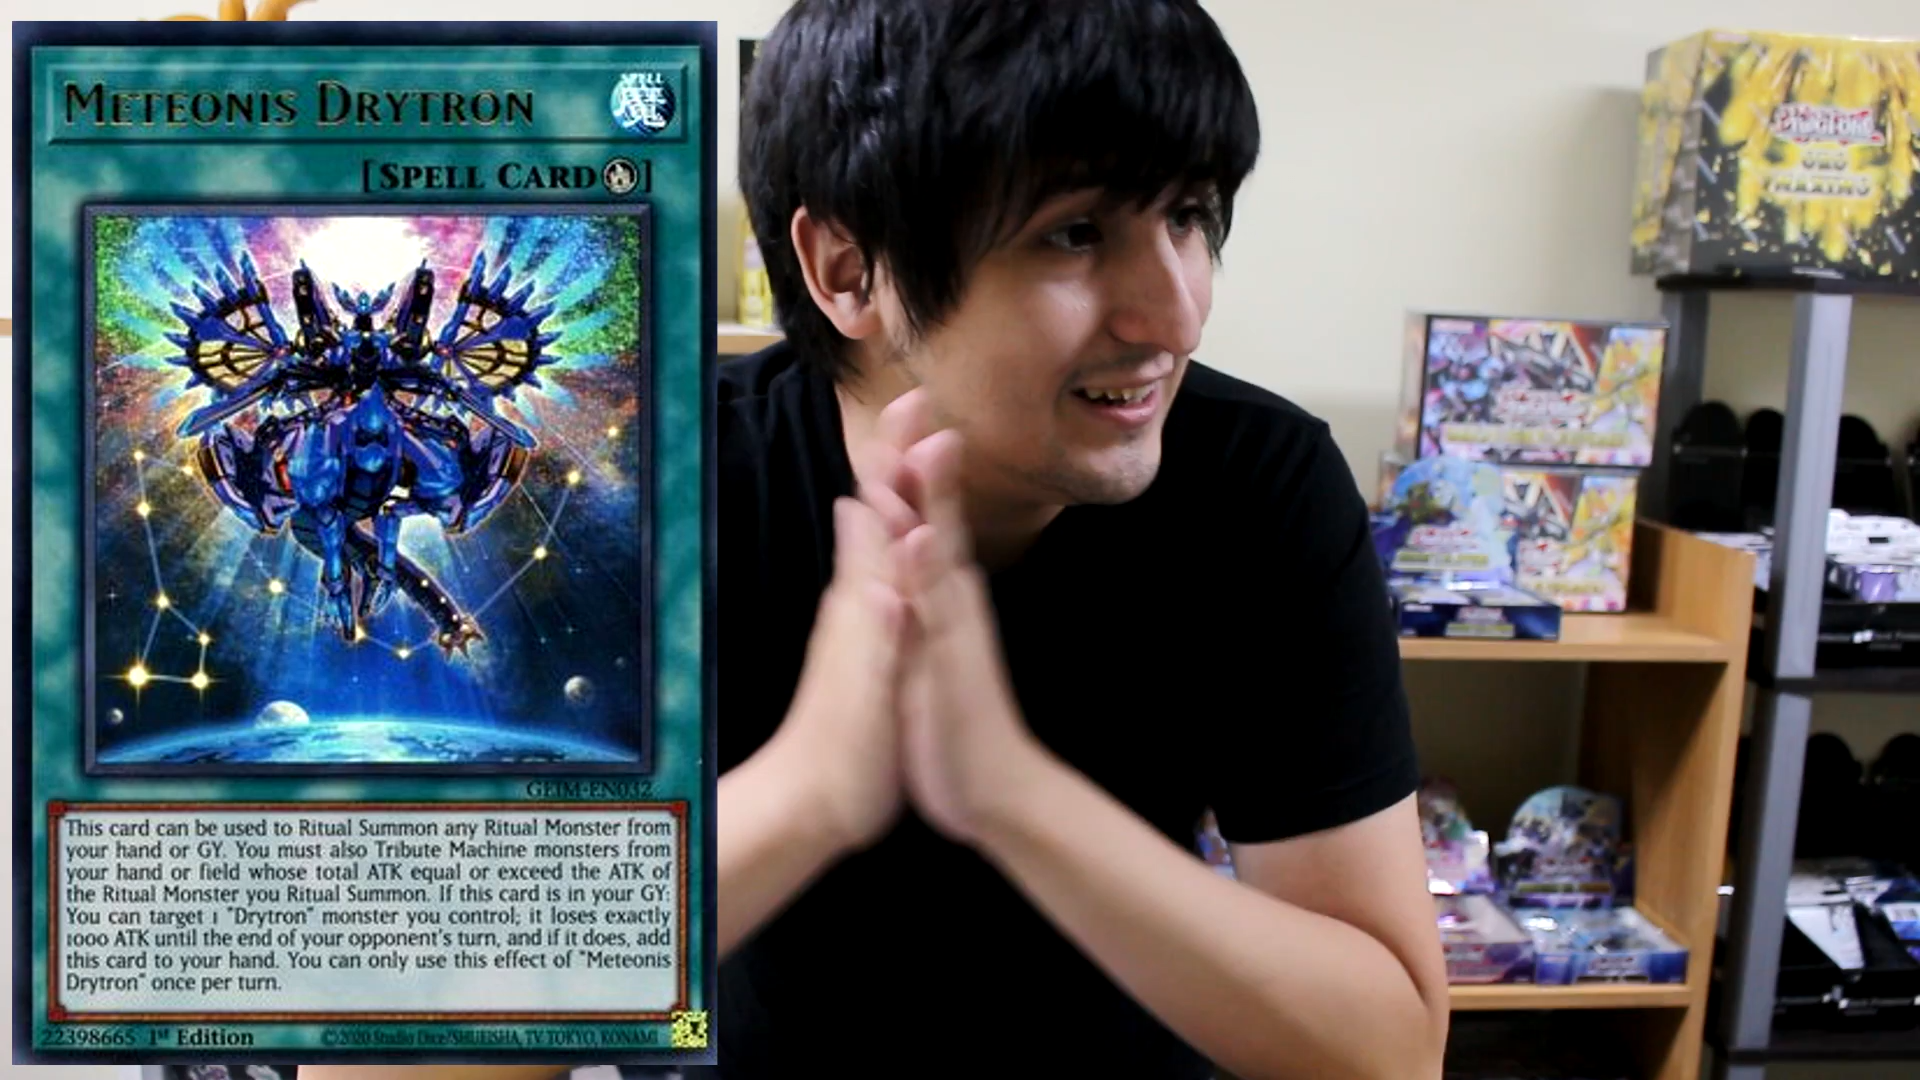 METEONIS DRYTRON
SPELL
魔
[SPELL CARD]
GEIM-EN032
This card can be used to Ritual Summon any Ritual Monster from
your hand or GY. You must also Tribute Machine monsters from
your hand or field whose total ATK equal or exceed the ATK of
the Ritual Monster you Ritual Summon. If this card is in your GY:
You can target 1 "Drytron" monster you control; it loses exactly
1000 ATK until the end of your opponent's turn, and if it does, add
this card to your hand. You can only use this effect of "Meteonis
Drytron" once per turn.
22398665 1st Edition
©2020 Studio Dice/SHUEISHA, TV TOKYO, KONAMI
YU-GI-OH!
ORO
MAXIMO